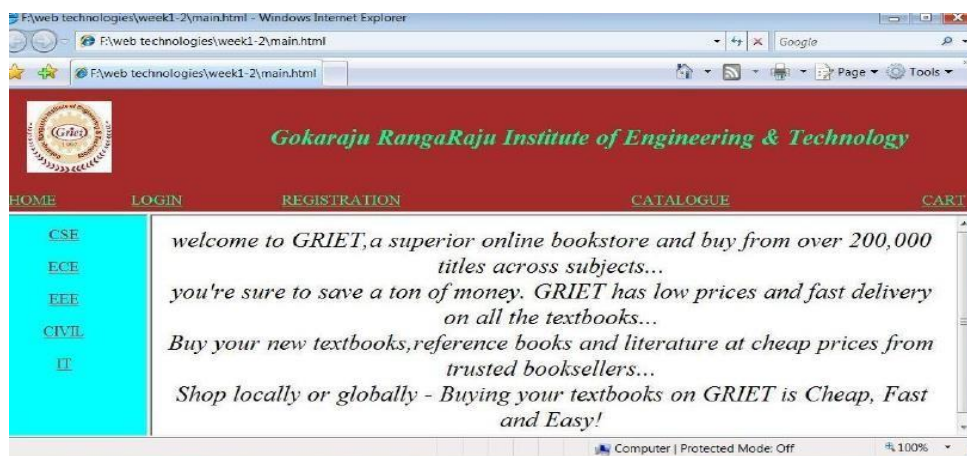 F:\web technologies\week1-2\main.html - Windows Internet Explorer
F:\web technologies\week1-2\main.html
Google
F:\web technologies\week1-2\main.html
Page
Tools
Griet
Gokaraju RangaRaju Institute of Engineering & Technology
HOME LOGIN REGISTRATION CATALOGUE CART
CSE
ECE
EEE
CIVIL
IT
welcome to GRIET,a superior online bookstore and buy from over 200,000
titles across subjects...
you're sure to save a ton of money. GRIET has low prices and fast delivery
on all the textbooks...
Buy your new textbooks,reference books and literature at cheap prices from
trusted booksellers...
Shop locally or globally - Buying your textbooks on GRIET is Cheap, Fast
and Easy!
Computer | Protected Mode: Off
100%